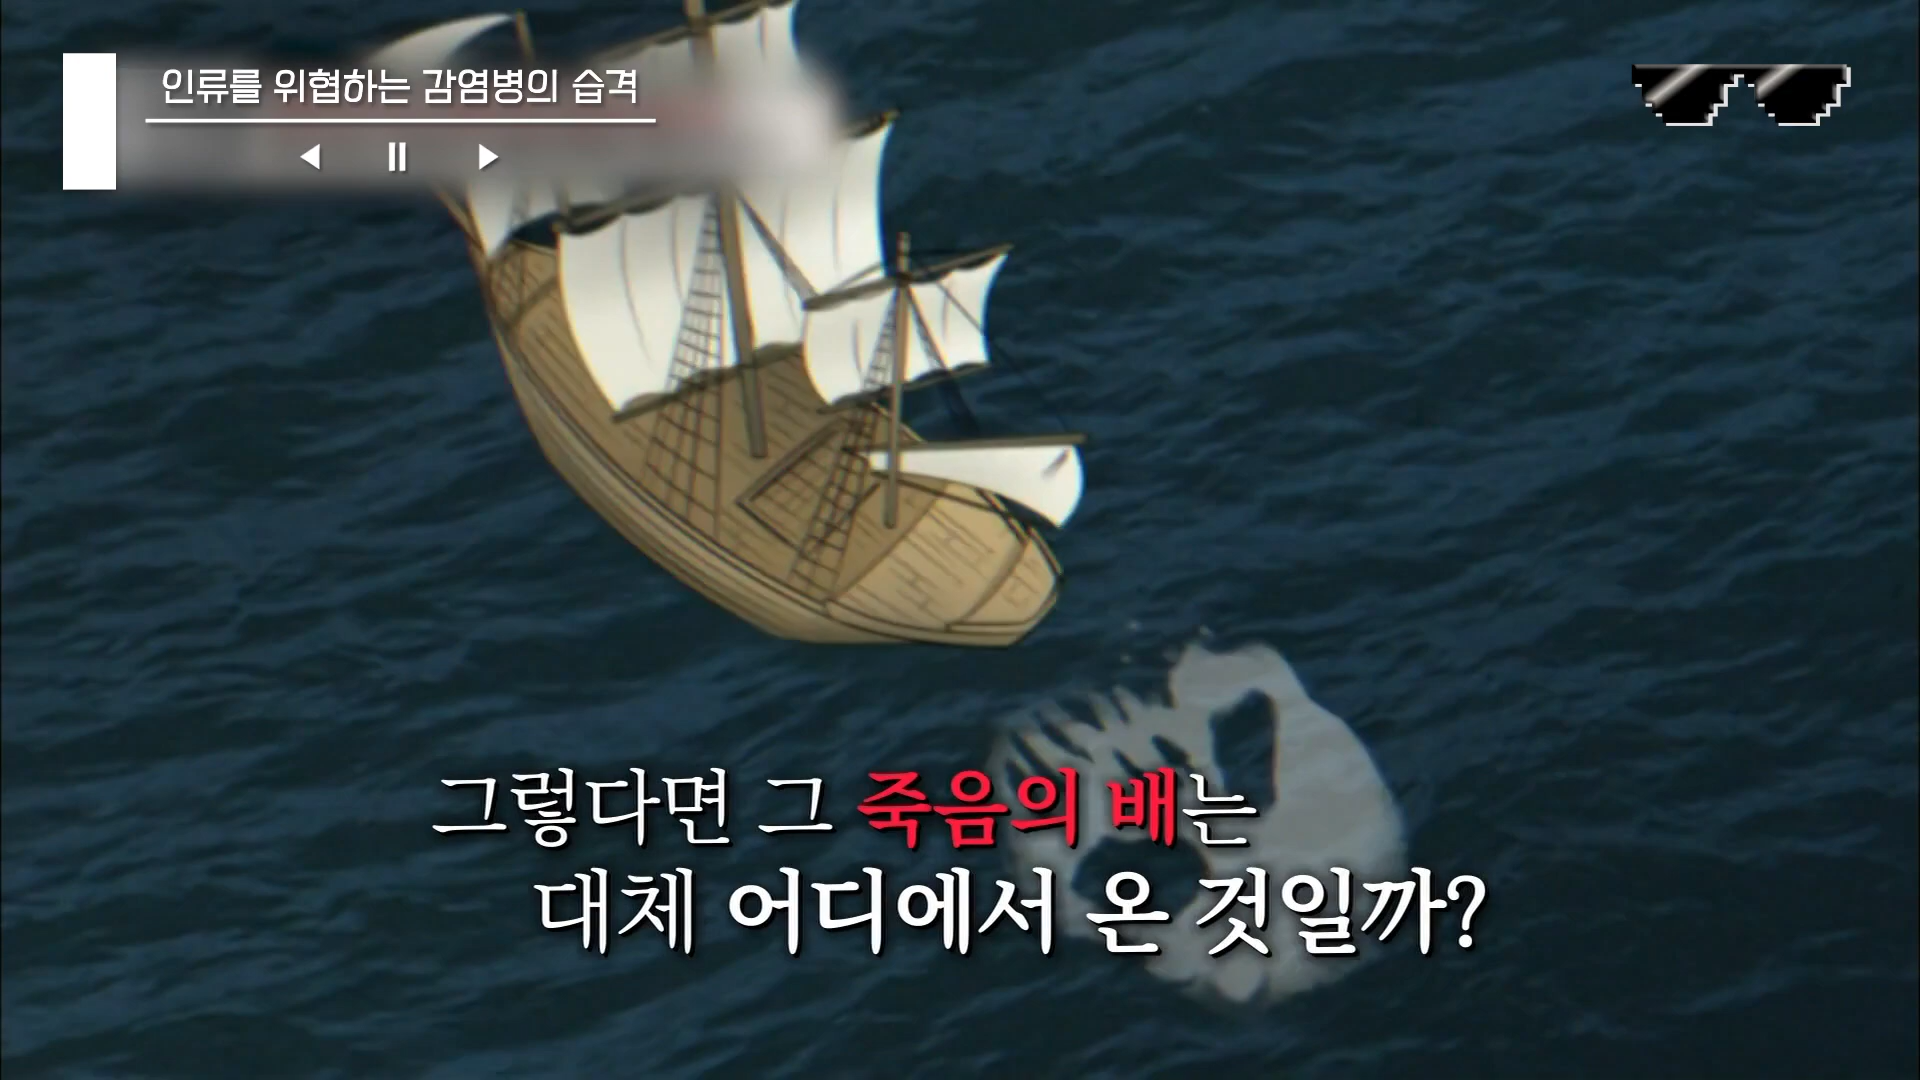 인류를 위협하는 감염병의 습격
그렇다면 그 죽음의 배는
대체 어디에서 온 것일까?